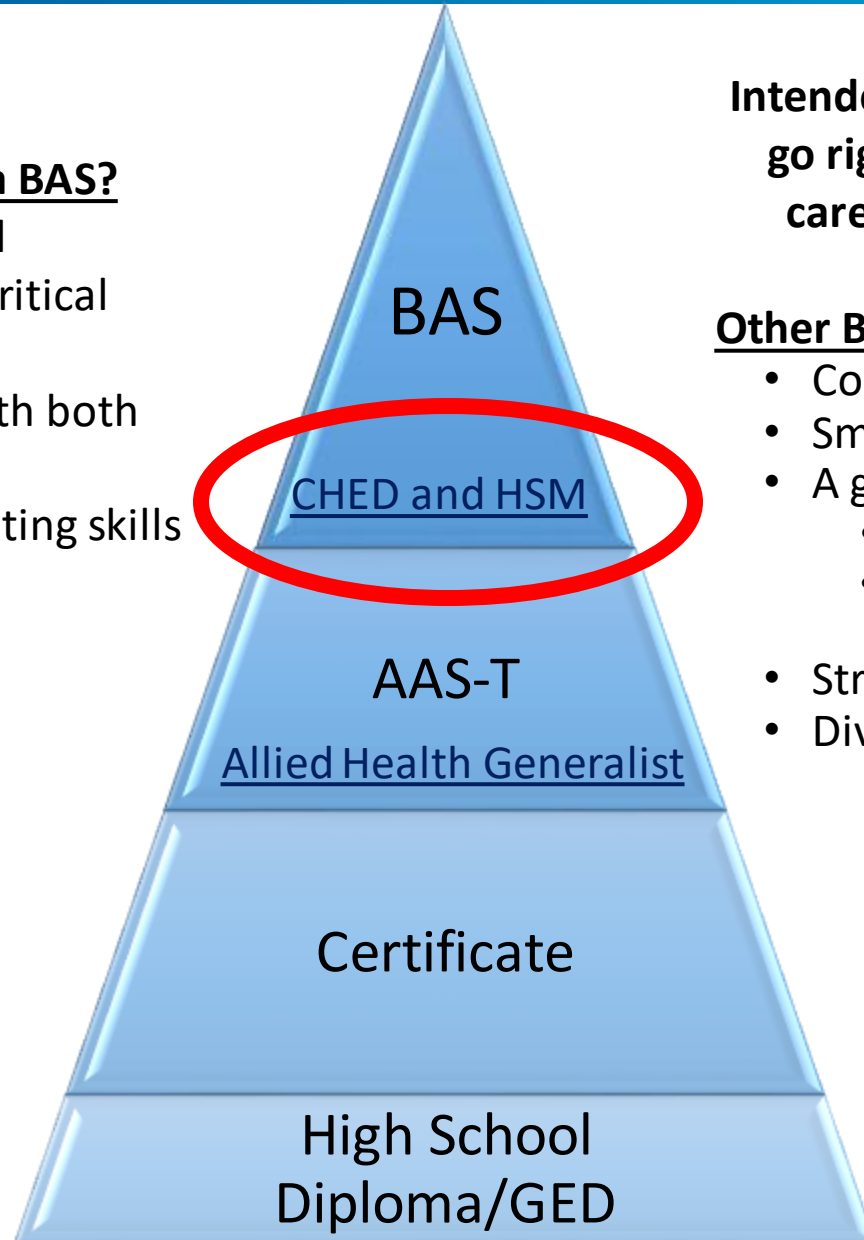 BAS?
ritical
th both
ting skills
BAS
CHED and HSM
AAS-T
Allied Health Generalist
Certificate
High School
Diploma/GED
Intende
go rig
care
Other B
• Co
• Sm
• A g
•
•
• Str
• Div